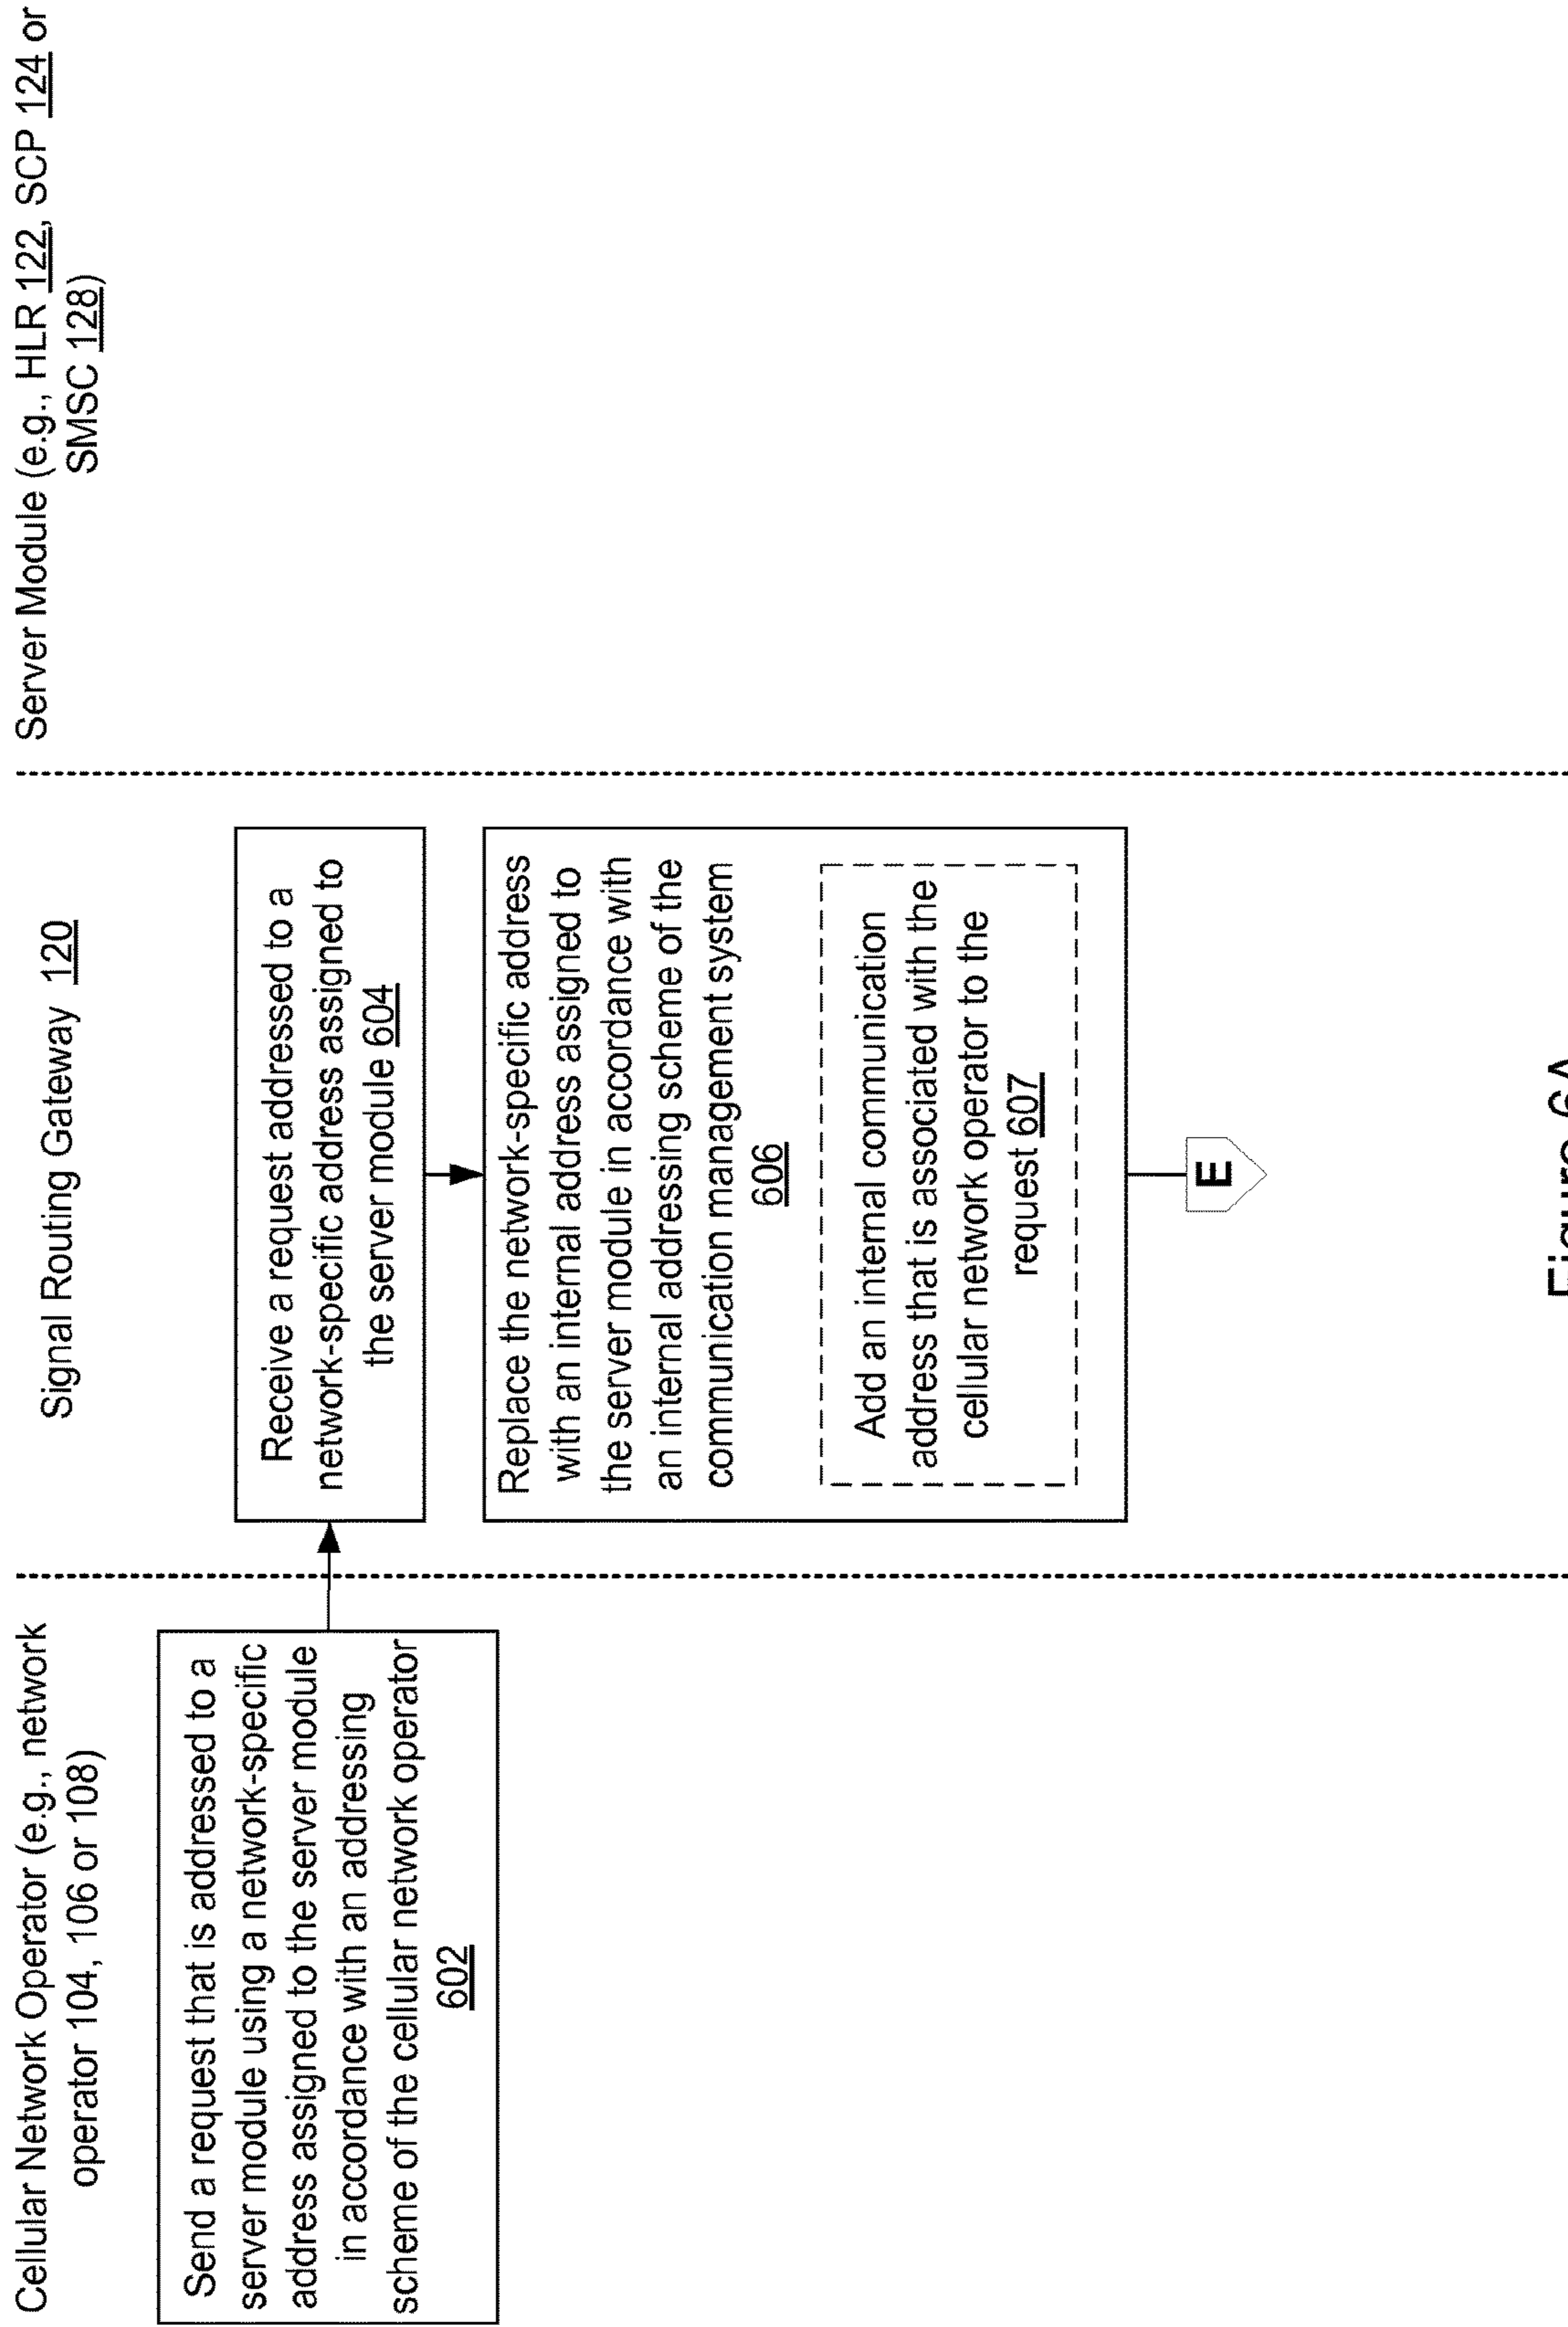 Cellular Network Operator (e.g., network
operator 104, 106 or 108)
Signal Routing Gateway 120
Server Module (e.g., HLR 122, SCP 124 or
SMSC 128)
Send a request that is addressed to a
server module using a network-specific
address assigned to the server module
in accordance with an addressing
scheme of the cellular network operator
602
Receive a request addressed to a
network-specific address assigned to
the server module 604
Replace the network-specific address
with an internal address assigned to
the server module in accordance with
an internal addressing scheme of the
communication management system
606
Add an internal communication
address that is associated with the
cellular network operator to the
request 607
E
Figure 6A